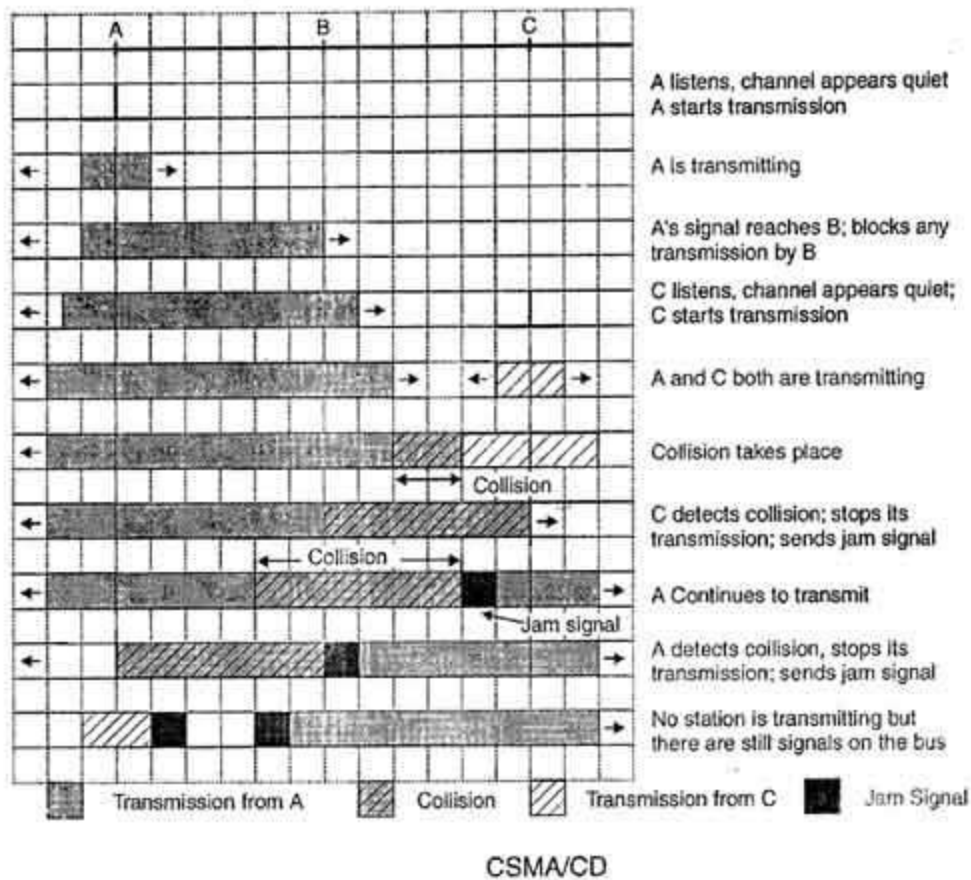 A B C
A listens, channel appears quiet
A starts transmission
A is transmitting
A's signal reaches B; blocks any
transmission by B
C listens, channel appears quiet;
C starts transmission
A and C both are transmitting
Collision takes place
Collision
C detects collision; stops its
transmission; sends jam signal
Collision
A Continues to transmit
Jam signal
A detects collision, stops its
transmission; sends jam signal
No station is transmitting but
there are still signals on the bus
Transmission from A Collision Transmission from C Jam Signal
CSMA/CD